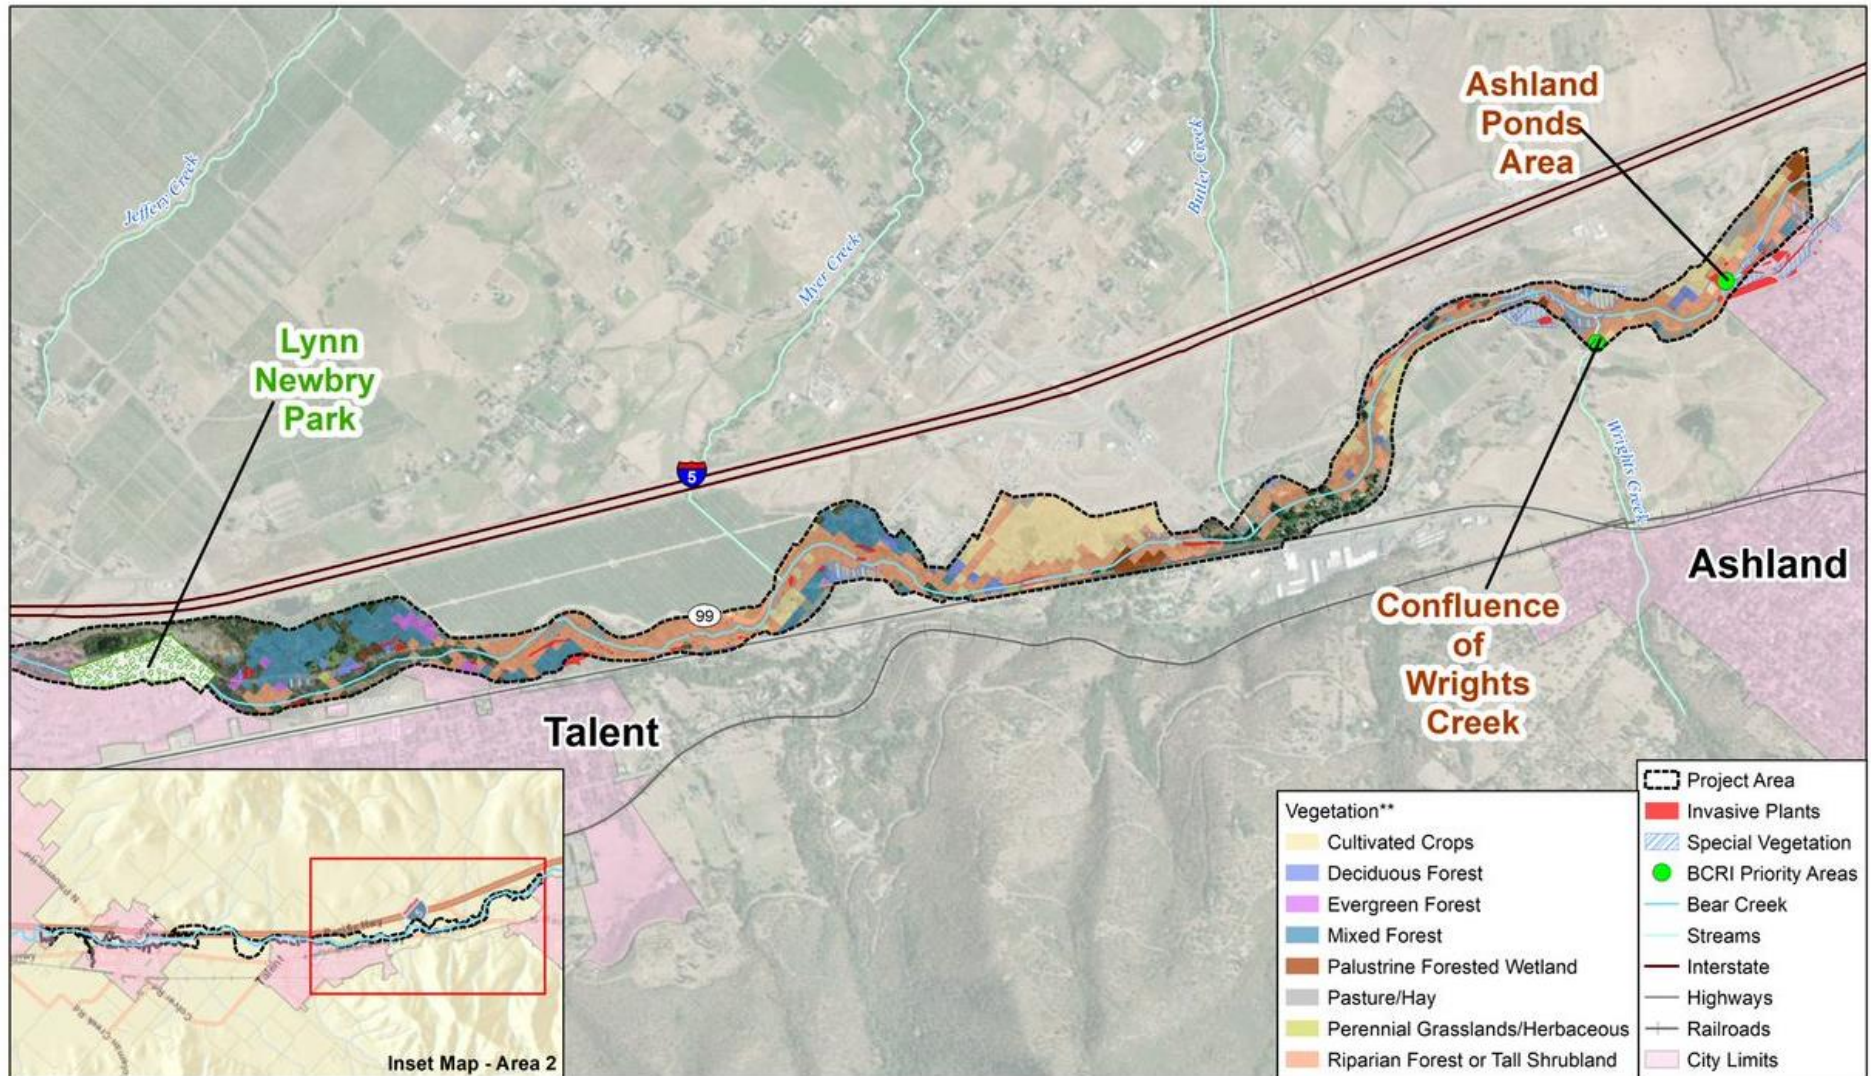 Ashland
Ponds
Area
Jeffery Creek
Myer Creek
Butler Creek
Lynn
Newbry
Park
5
99
Wrights Creek
Ashland
Confluence
of
Wrights
Creek
Talent
Talent
Inset Map - Area 2
Vegetation**
Cultivated Crops
Deciduous Forest
Evergreen Forest
Mixed Forest
Palustrine Forested Wetland
Pasture/Hay
Perennial Grasslands/Herbaceous
Riparian Forest or Tall Shrubland
Project Area
Invasive Plants
Special Vegetation
BCRI Priority Areas
Bear Creek
Streams
Interstate
Highways
Railroads
City Limits